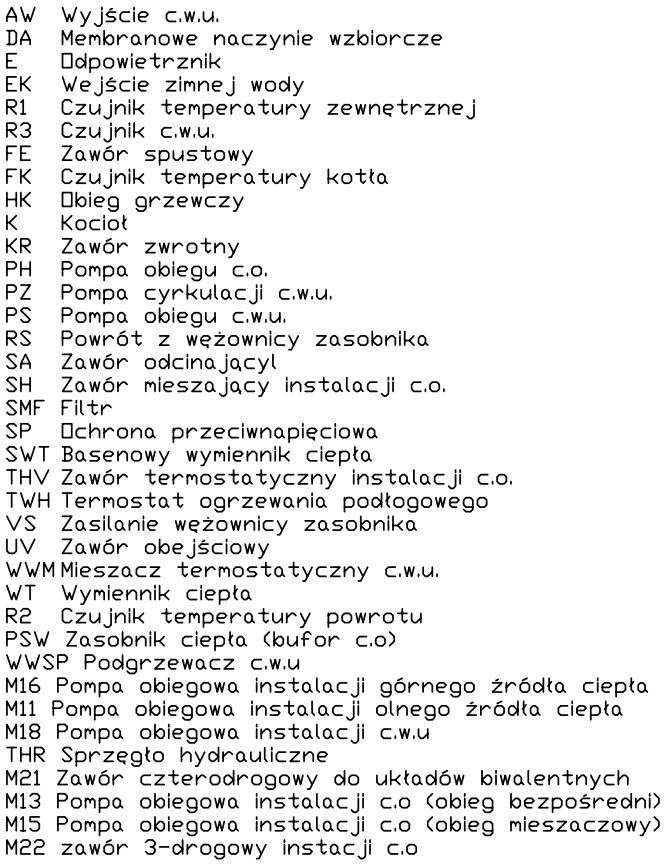 AW Wyjście c.w.u.
DA Membranowe naczynie wzbiorcze
E Odpowietrznik
EK Wejście zimnej wody
R1 Czujnik temperatury zewnętrznej
R3 Czujnik c.w.u.
FE Zawór spustowy
FK Czujnik temperatury kotła
HK Obieg grzewczy
K Kocioł
KR Zawór zwrotny
PH Pompa obiegu c.o.
PZ Pompa cyrkulacji c.w.u.
PS Pompa obiegu c.w.u.
RS Powrót z wężownicy zasobnika
SA Zawór odcinającyl
SH Zawór mieszający instalacji c.o.
SMF Filtr
SP Ochrona przeciwnapięciowa
SWT Basenowy wymiennik ciepła
THV Zawór termostatyczny instalacji c.o.
TWH Termostat ogrzewania podłogowego
VS Zasilanie wężownicy zasobnika
UV Zawór obejściowy
WWM Mieszacz termostatyczny c.w.u.
WT Wymiennik ciepła
R2 Czujnik temperatury powrotu
PSW Zasobnik ciepła (bufor c.o)
WWSP Podgrzewacz c.w.u
M16 Pompa obiegowa instalacji górnego źródła ciepła
M11 Pompa obiegowa instalacji olnego źródła ciepła
M18 Pompa obiegowa instalacji c.w.u
THR Sprzęgło hydrauliczne
M21 Zawór czterodrogowy do układów biwalentnych
M13 Pompa obiegowa instalacji c.o (obieg bezpośredni)
M15 Pompa obiegowa instalacji c.o (obieg mieszaczowy)
M22 zawór 3-drogowy instacji c.o